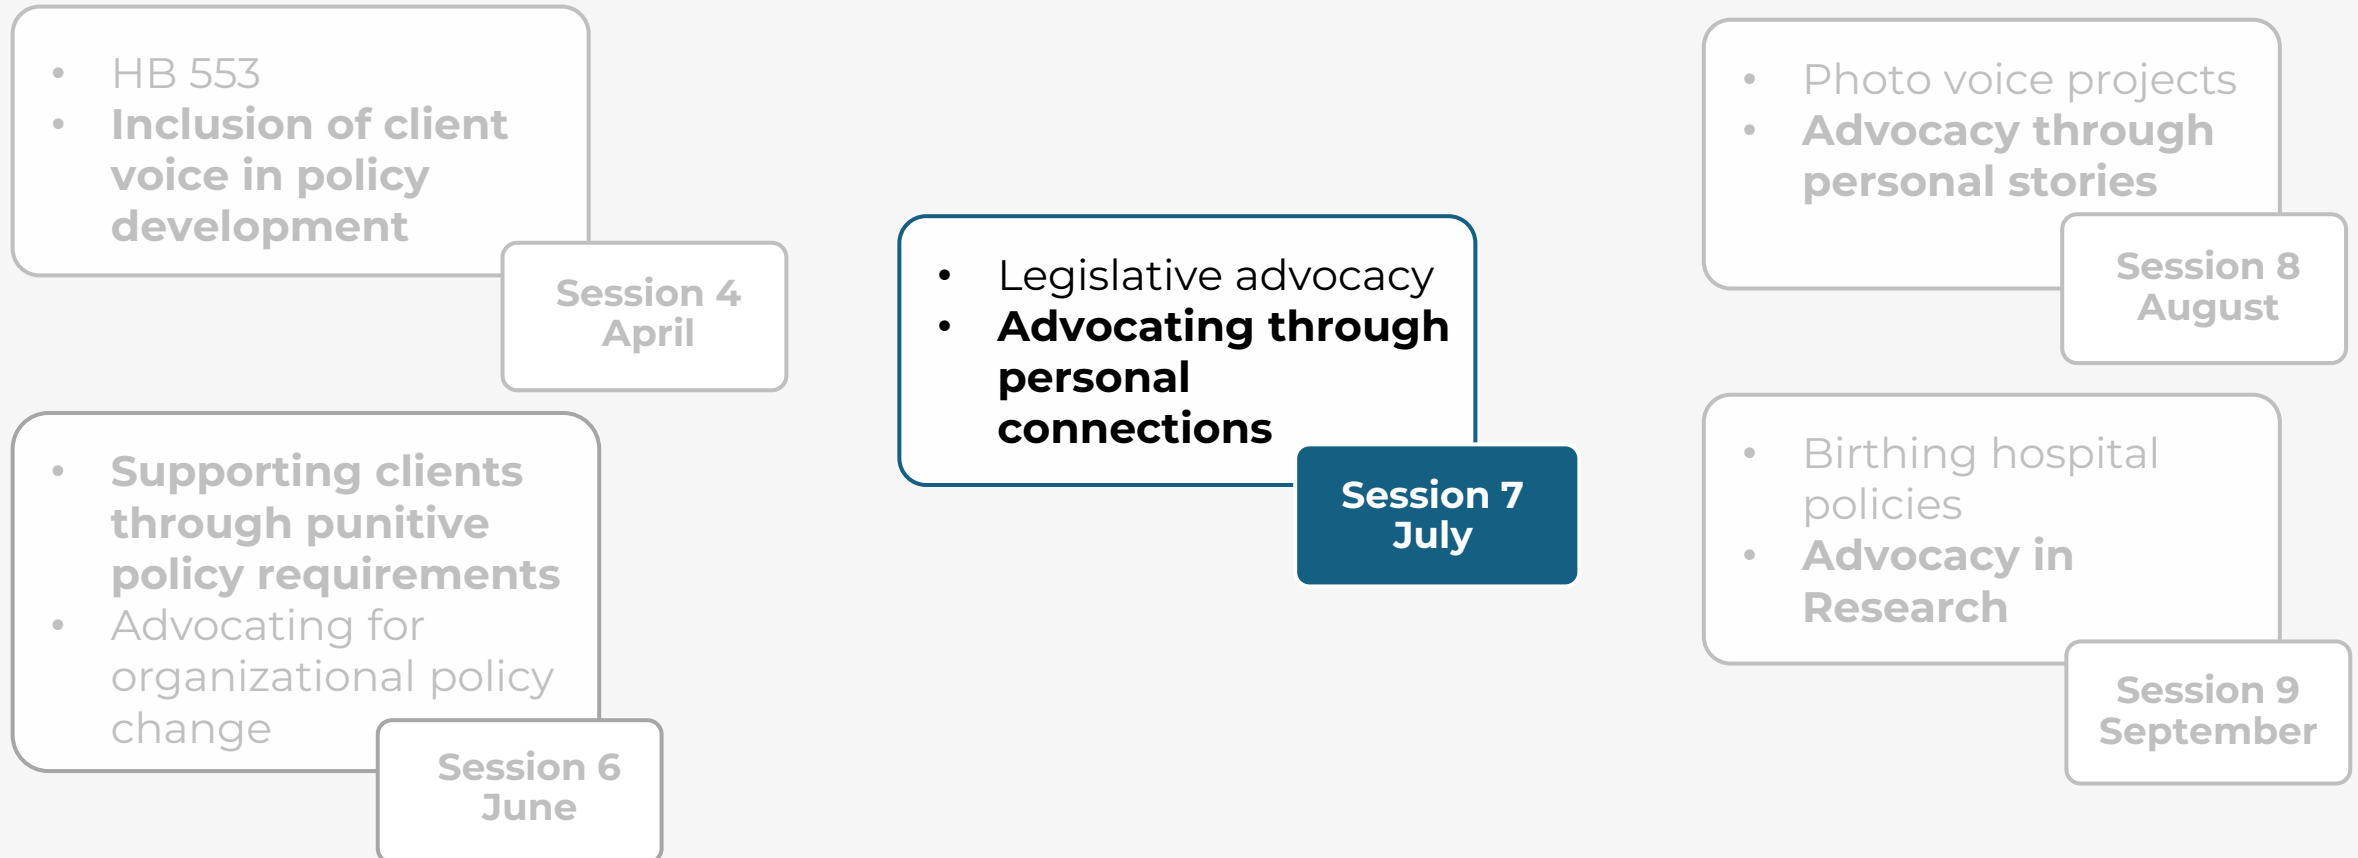 • HB 553
• Inclusion of client
voice in policy
development
Session 4
April
• Supporting clients
through punitive
policy requirements
• Advocating for
organizational policy
change
Session 6
June
• Legislative advocacy
• Advocating through
personal
connections
Session 7
July
• Photo voice projects
• Advocacy through
personal stories
Session 8
August
• Birthing hospital
policies
• Advocacy in
Research
Session 9
September